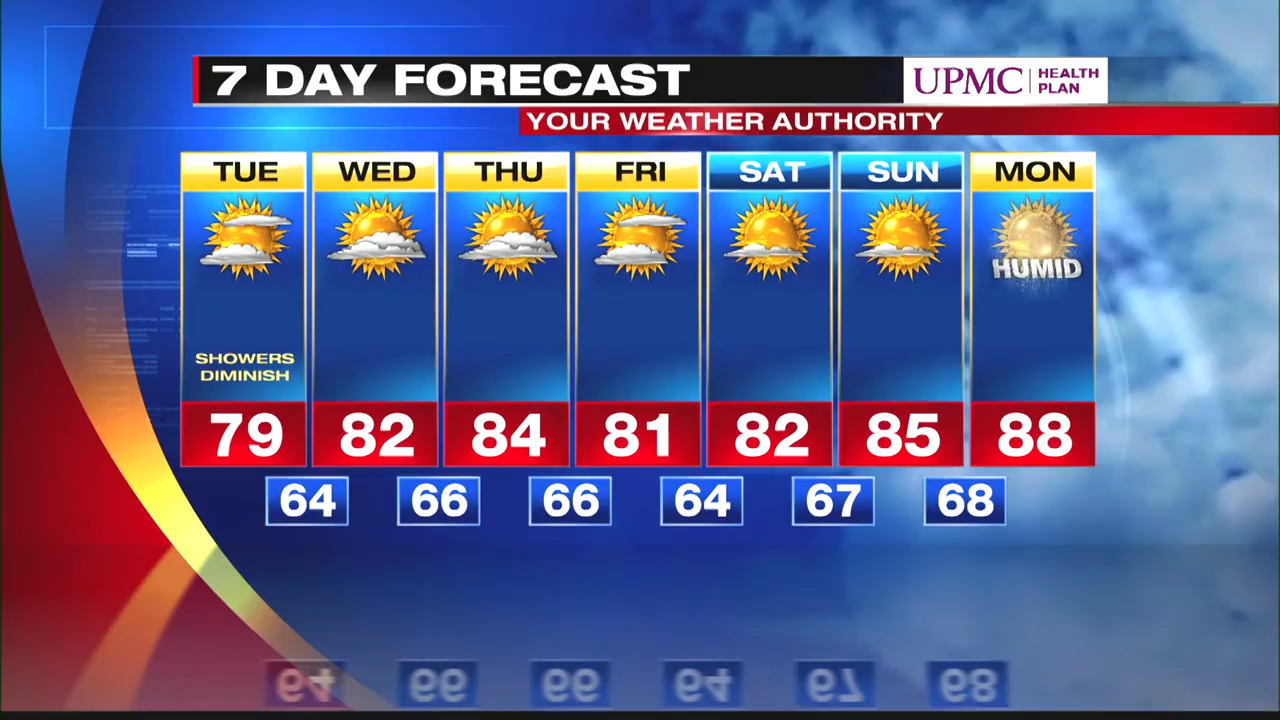 7 DAY FORECAST
UPMC HEALTH PLAN
YOUR WEATHER AUTHORITY
TUE WED THU FRI SAT SUN MON
HUMID
SHOWERS
DIMINISH
79 82 84 81 82 85 88
64 66 66 64 67 68